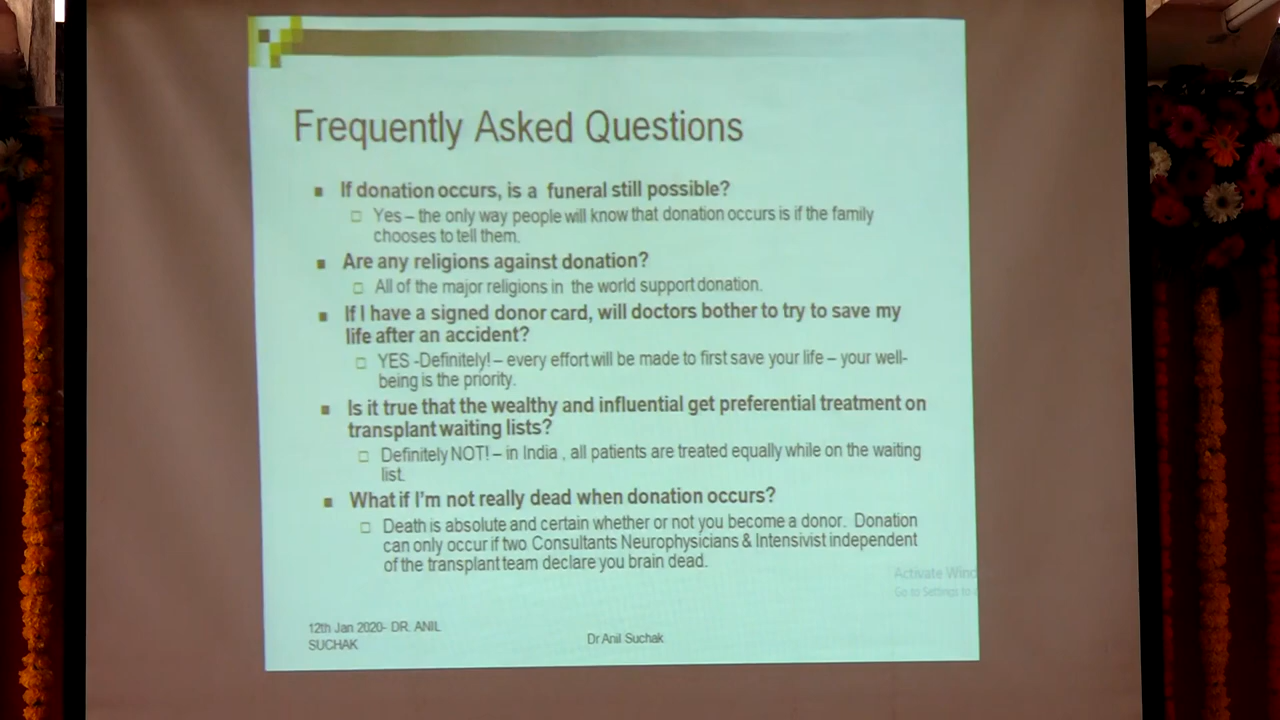 Frequently Asked Questions
If donation occurs, is a funeral still possible?
Yes – the only way people will know that donation occurs is if the family
chooses to tell them.
Are any religions against donation?
All of the major religions in the world support donation.
If I have a signed donor card, will doctors bother to try to save my
life after an accident?
YES -Definitely! – every effort will be made to first save your life – your well-
being is the priority.
Is it true that the wealthy and influential get preferential treatment on
transplant waiting lists?
Definitely NOT! – in India , all patients are treated equally while on the waiting
list.
What if I'm not really dead when donation occurs?
Death is absolute and certain whether or not you become a donor. Donation
can only occur if two Consultants Neurophysicians & Intensivist independent
of the transplant team declare you brain dead.
Activate Wind
Go to Settings to
12th Jan 2020- DR. ANIL
SUCHAK
Dr Anil Suchak